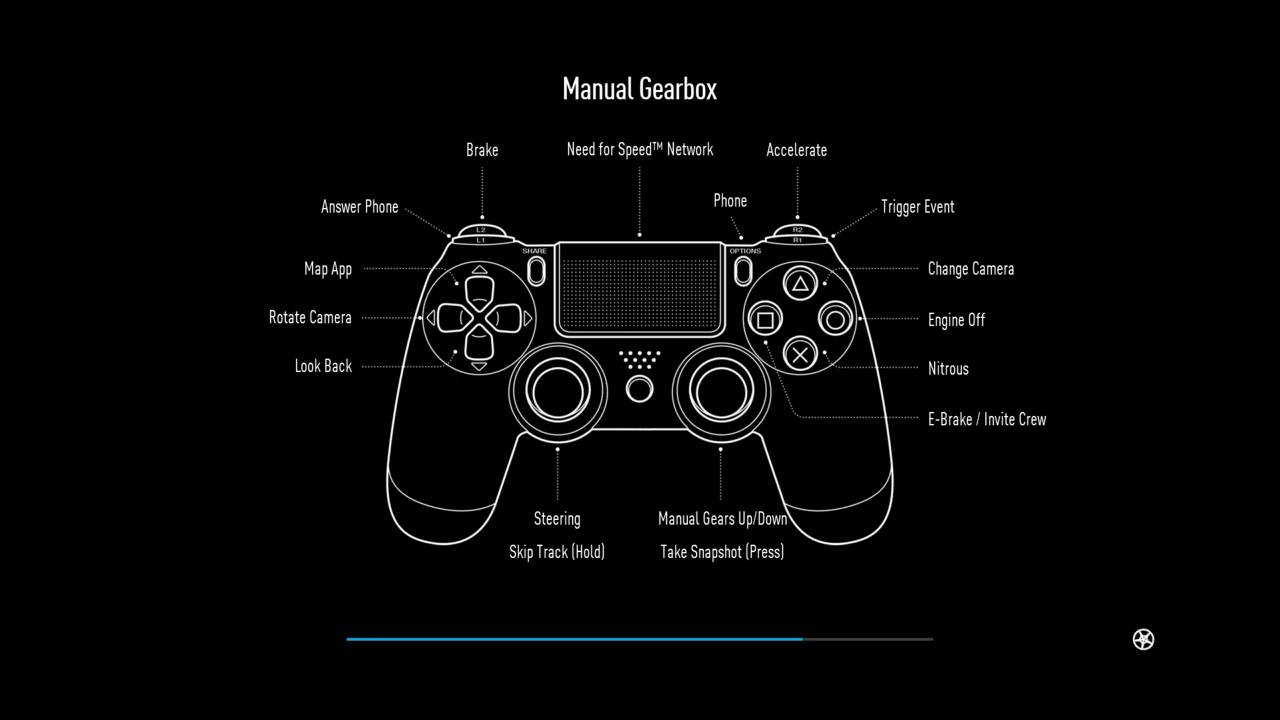 Manual Gearbox
Brake
Need for Speed™ Network
Accelerate
Answer Phone
Phone
Trigger Event
L2
L1
R2
R1
SHARE
OPTIONS
Map App
Change Camera
Rotate Camera
Engine Off
Look Back
Nitrous
E-Brake / Invite Crew
Steering
Manual Gears Up/Down
Skip Track (Hold)
Take Snapshot (Press)